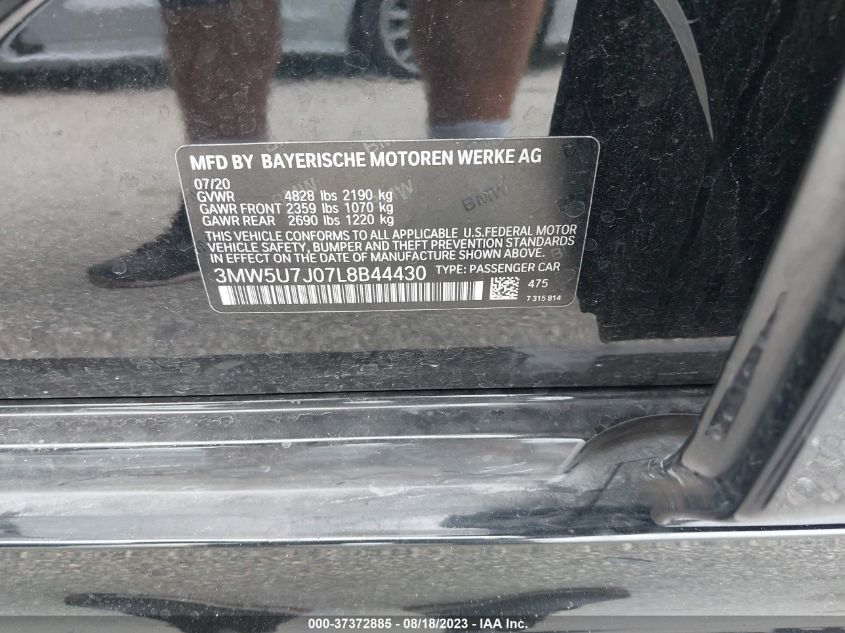 MFD BY BAYERISCHE MOTOREN WERKE AG
07/20
GVWR 4828 lbs 2190 kg
GAWR FRONT 2359 lbs 1070 kg
GAWR REAR 2690 lbs 1220 kg
THIS VEHICLE CONFORMS TO ALL APPLICABLE U.S.FEDERAL MOTOR
VEHICLE SAFETY, BUMPER AND THEFT PREVENTION STANDARDS
IN EFFECT ON THE DATE OF MANUFACTURE SHOWN ABOVE.
3MW5U7J07L8B44430 TYPE: PASSENGER CAR
475
7 315 814
BMW
BMW
BMW
000-37372885 - 08/18/2023 - IAA Inc.